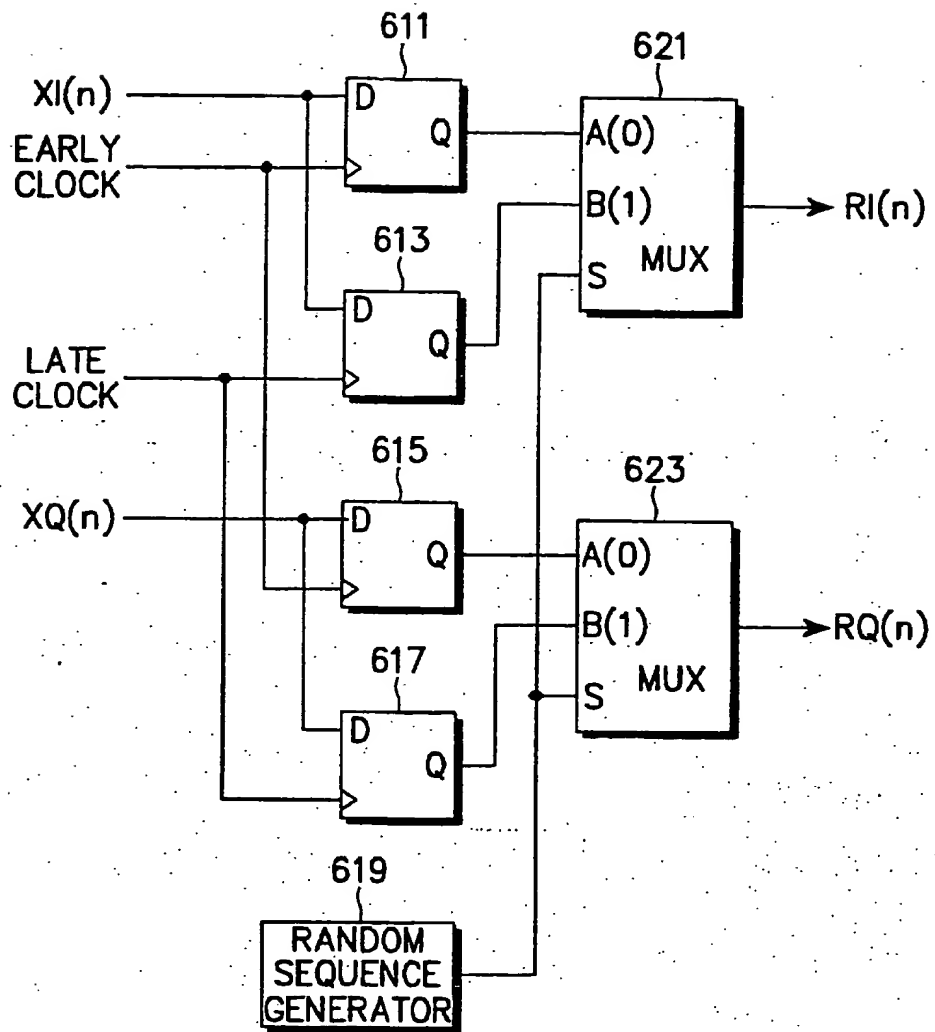 611
XI(n)
D
Q
EARLY
CLOCK
621
A(0)
B(1)
S
MUX
RI(n)
613
D
Q
LATE
CLOCK
615
XQ(n)
D
Q
623
A(0)
B(1)
S
MUX
RQ(n)
617
D
Q
619
RANDOM
SEQUENCE
GENERATOR